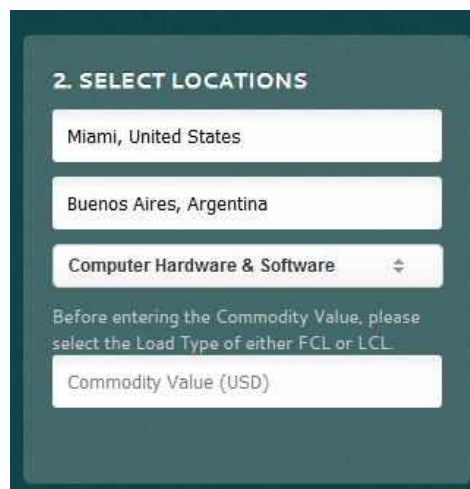 2. SELECT LOCATIONS
Miami, United States
Buenos Aires, Argentina
Computer Hardware & Software
Before entering the Commodity Value, please
select the Load Type of either FCL or LCL.
Commodity Value (USD)